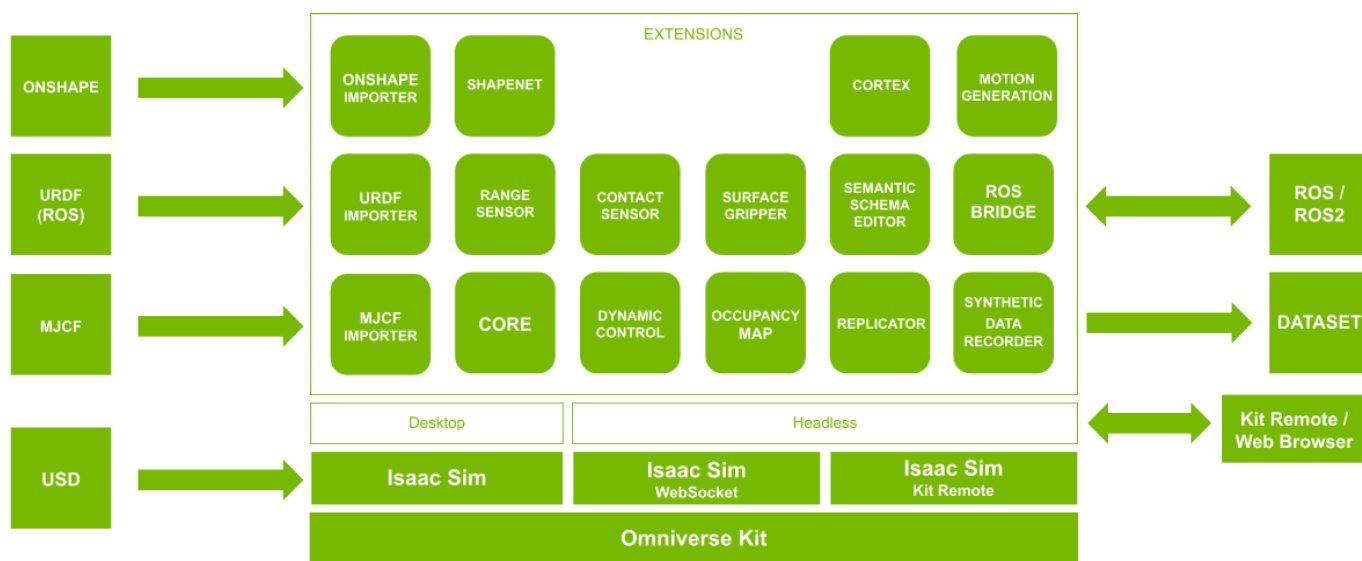 EXTENSIONS
ONSHAPE
ONSHAPE
IMPORTER
SHAPENET
CORTEX
MOTION
GENERATION
URDF
(ROS)
URDF
IMPORTER
RANGE
SENSOR
CONTACT
SENSOR
SURFACE
GRIPPER
SEMANTIC
SCHEMA
EDITOR
ROS
BRIDGE
ROS /
ROS2
MJCF
MJCF
IMPORTER
CORE
DYNAMIC
CONTROL
OCCUPANCY
MAP
REPLICATOR
SYNTHETIC
DATA
RECORDER
DATASET
Desktop
Headless
Kit Remote /
Web Browser
USD
Isaac Sim
Isaac Sim
WebSocket
Isaac Sim
Kit Remote
Omniverse Kit